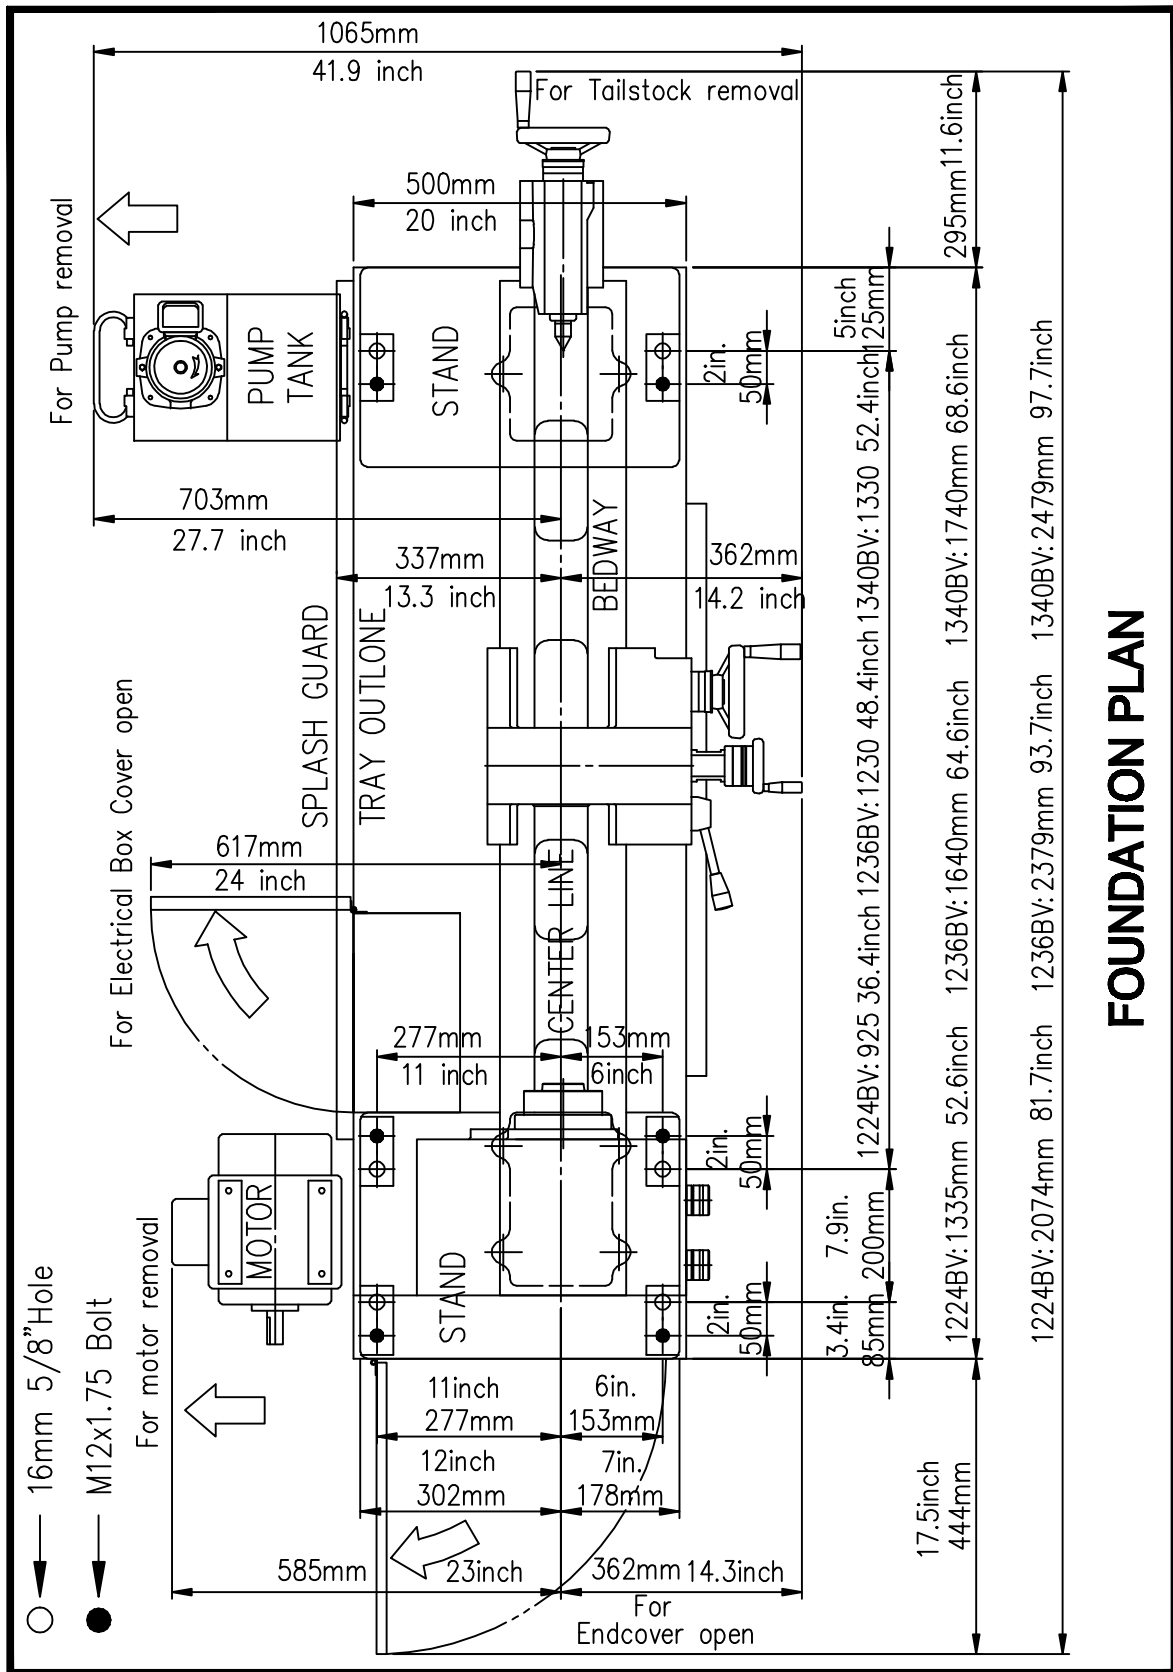 1065mm
41.9 inch
For Tailstock removal
295mm 11.6inch
500mm
20 inch
For Pump removal
PUMP
TANK
STAND
2in.
50mm
5inch
125mm
703mm
27.7 inch
337mm
13.3 inch
BEDWAY
362mm
14.2 inch
SPLASH GUARD
TRAY OUTLONE
For Electrical Box Cover open
617mm
24 inch
CENTER LINE
277mm
11 inch
153mm
6inch
1224BV:925 36.4inch 1236BV:1230 48.4inch 1340BV:1330 52.4inch
1224BV:1335mm 52.6inch 1236BV:1640mm 64.6inch 1340BV:1740mm 68.6inch
1224BV:2074mm 81.7inch 1236BV:2379mm 93.7inch 1340BV:2479mm 97.7inch
FOUNDATION PLAN
MOTOR
For motor removal
STAND
2in.
50mm
7.9in.
200mm
2in.
50mm
3.4in.
85mm
16mm 5/8”Hole
M12x1.75 Bolt
11inch
277mm
6in.
153mm
12inch
302mm
7in.
178mm
17.5inch
444mm
585mm
23inch
362mm 14.3inch
For
Endcover open